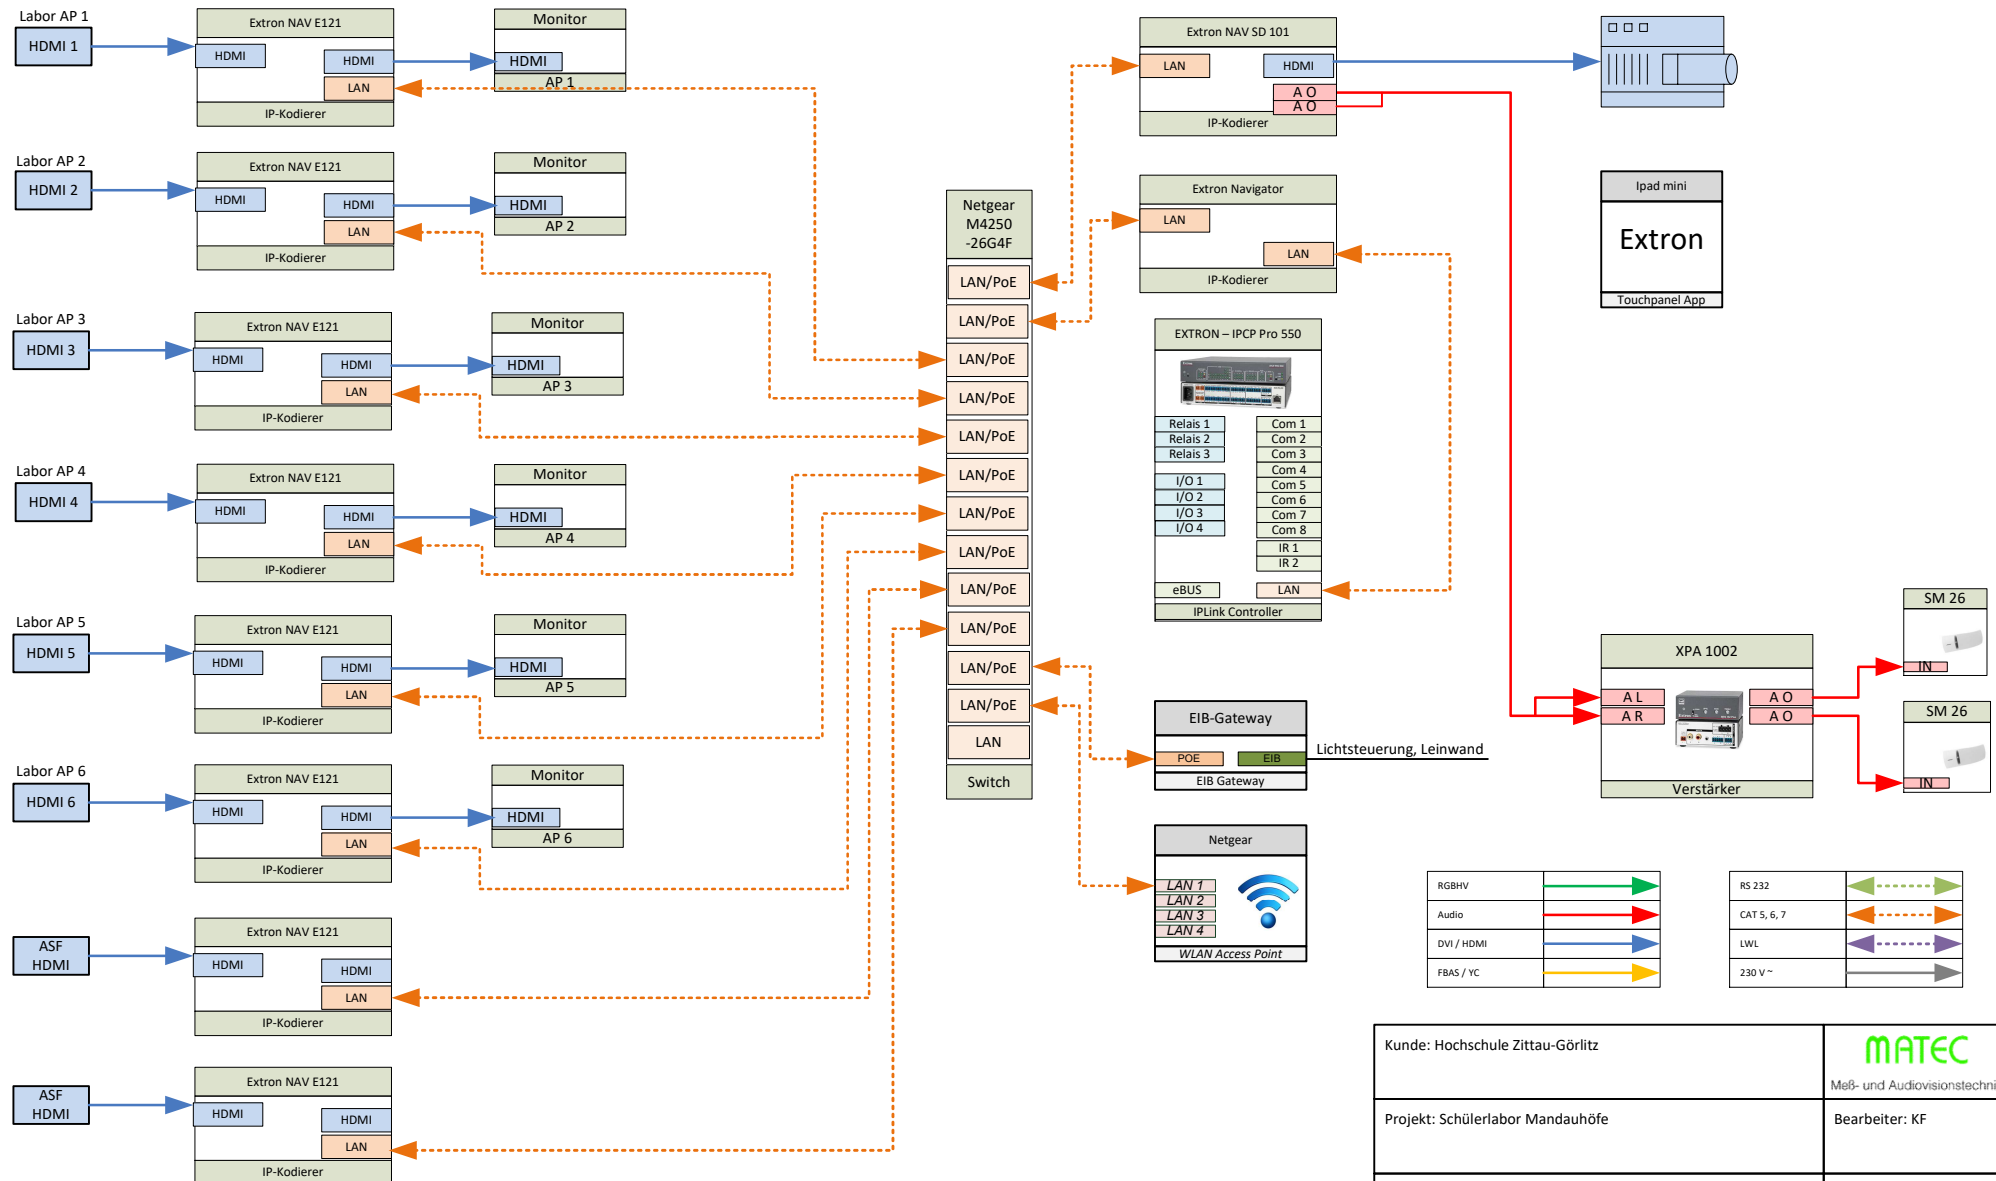 Labor AP 1
HDMI 1
Extron NAV E121
HDMI
HDMI
LAN
IP-Kodierer
Monitor
HDMI
AP 1
Labor AP 2
HDMI 2
Extron NAV E121
HDMI
HDMI
LAN
IP-Kodierer
Monitor
HDMI
AP 2
Labor AP 3
HDMI 3
Extron NAV E121
HDMI
HDMI
LAN
IP-Kodierer
Monitor
HDMI
AP 3
Labor AP 4
HDMI 4
Extron NAV E121
HDMI
HDMI
LAN
IP-Kodierer
Monitor
HDMI
AP 4
Labor AP 5
HDMI 5
Extron NAV E121
HDMI
HDMI
LAN
IP-Kodierer
Monitor
HDMI
AP 5
Labor AP 6
HDMI 6
Extron NAV E121
HDMI
HDMI
LAN
IP-Kodierer
Monitor
HDMI
AP 6
ASF
HDMI
Extron NAV E121
HDMI
HDMI
LAN
IP-Kodierer
ASF
HDMI
Extron NAV E121
HDMI
HDMI
LAN
IP-Kodierer
Netgear
M4250
-26G4F
LAN/PoE
LAN/PoE
LAN/PoE
LAN/PoE
LAN/PoE
LAN/PoE
LAN/PoE
LAN/PoE
LAN/PoE
LAN/PoE
LAN/PoE
LAN/PoE
LAN
Switch
Extron NAV SD 101
LAN
HDMI
A O
A O
IP-Kodierer
Extron Navigator
LAN
LAN
IP-Kodierer
EXTRON – IPCP Pro 550
Relais 1
Relais 2
Relais 3
I/O 1
I/O 2
I/O 3
I/O 4
Com 1
Com 2
Com 3
Com 4
Com 5
Com 6
Com 7
Com 8
IR 1
IR 2
eBUS
LAN
IPLink Controller
EIB-Gateway
POE
EIB
EIB Gateway
Lichtsteuerung, Leinwand
Netgear
LAN 1
LAN 2
LAN 3
LAN 4
WLAN Access Point
Ipad mini
Extron
Touchpanel App
XPA 1002
A L
A R
A O
A O
Verstärker
SM 26
IN
SM 26
IN
RGBHV
Audio
DVI / HDMI
FBAS / YC
RS 232
CAT 5, 6, 7
LWL
230 V ~
Kunde: Hochschule Zittau-Görlitz
MATEC
Meß- und Audiovisionstechni
Projekt: Schülerlabor Mandauhöfe
Bearbeiter: KF